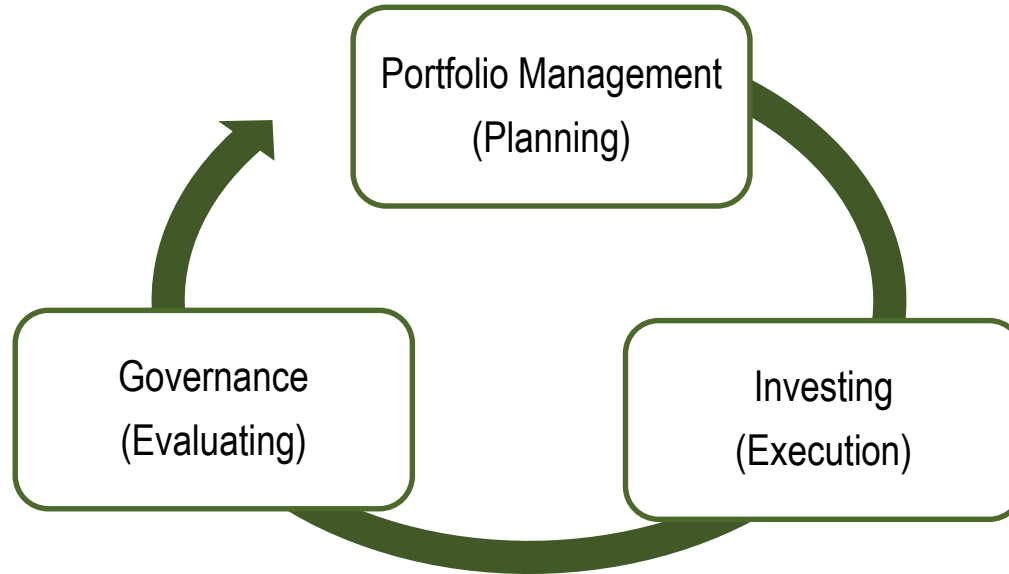 Portfolio Management
(Planning)
Governance
(Evaluating)
Investing
(Execution)